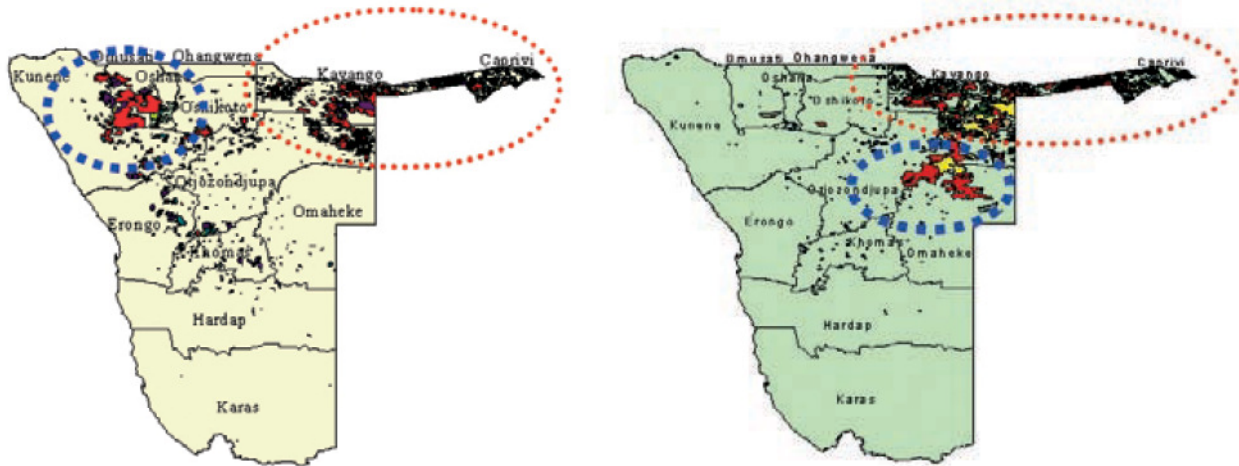 Omusati Ohangwena
Caprivi
Kunene Oshana Kavango
Oshikoto
Otjozondjupa
Omaheke
Erongo
Khomas
Hardap
Karas
Omusati Ohangwena Kavango Caprivi
Oshana
Oshikoto
Kunene
Otjozondjupa
Erongo
Khomas
Omaheke
Hardap
Karas